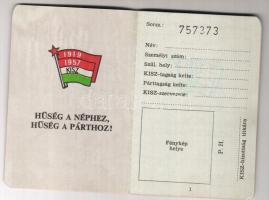 1919
1957
KISZ
HŰSÉG A NÉPHEZ,
HŰSÉG A PÁRTHOZ!
Sorsz.: 757373
Név:
Személyi szám:
Szül. hely:
KISZ-tagság kelte:
Párttagság kelte:
KISZ-szervezet:
Fénykép
helye
P. H.
KISZ-bizottság titkára
1